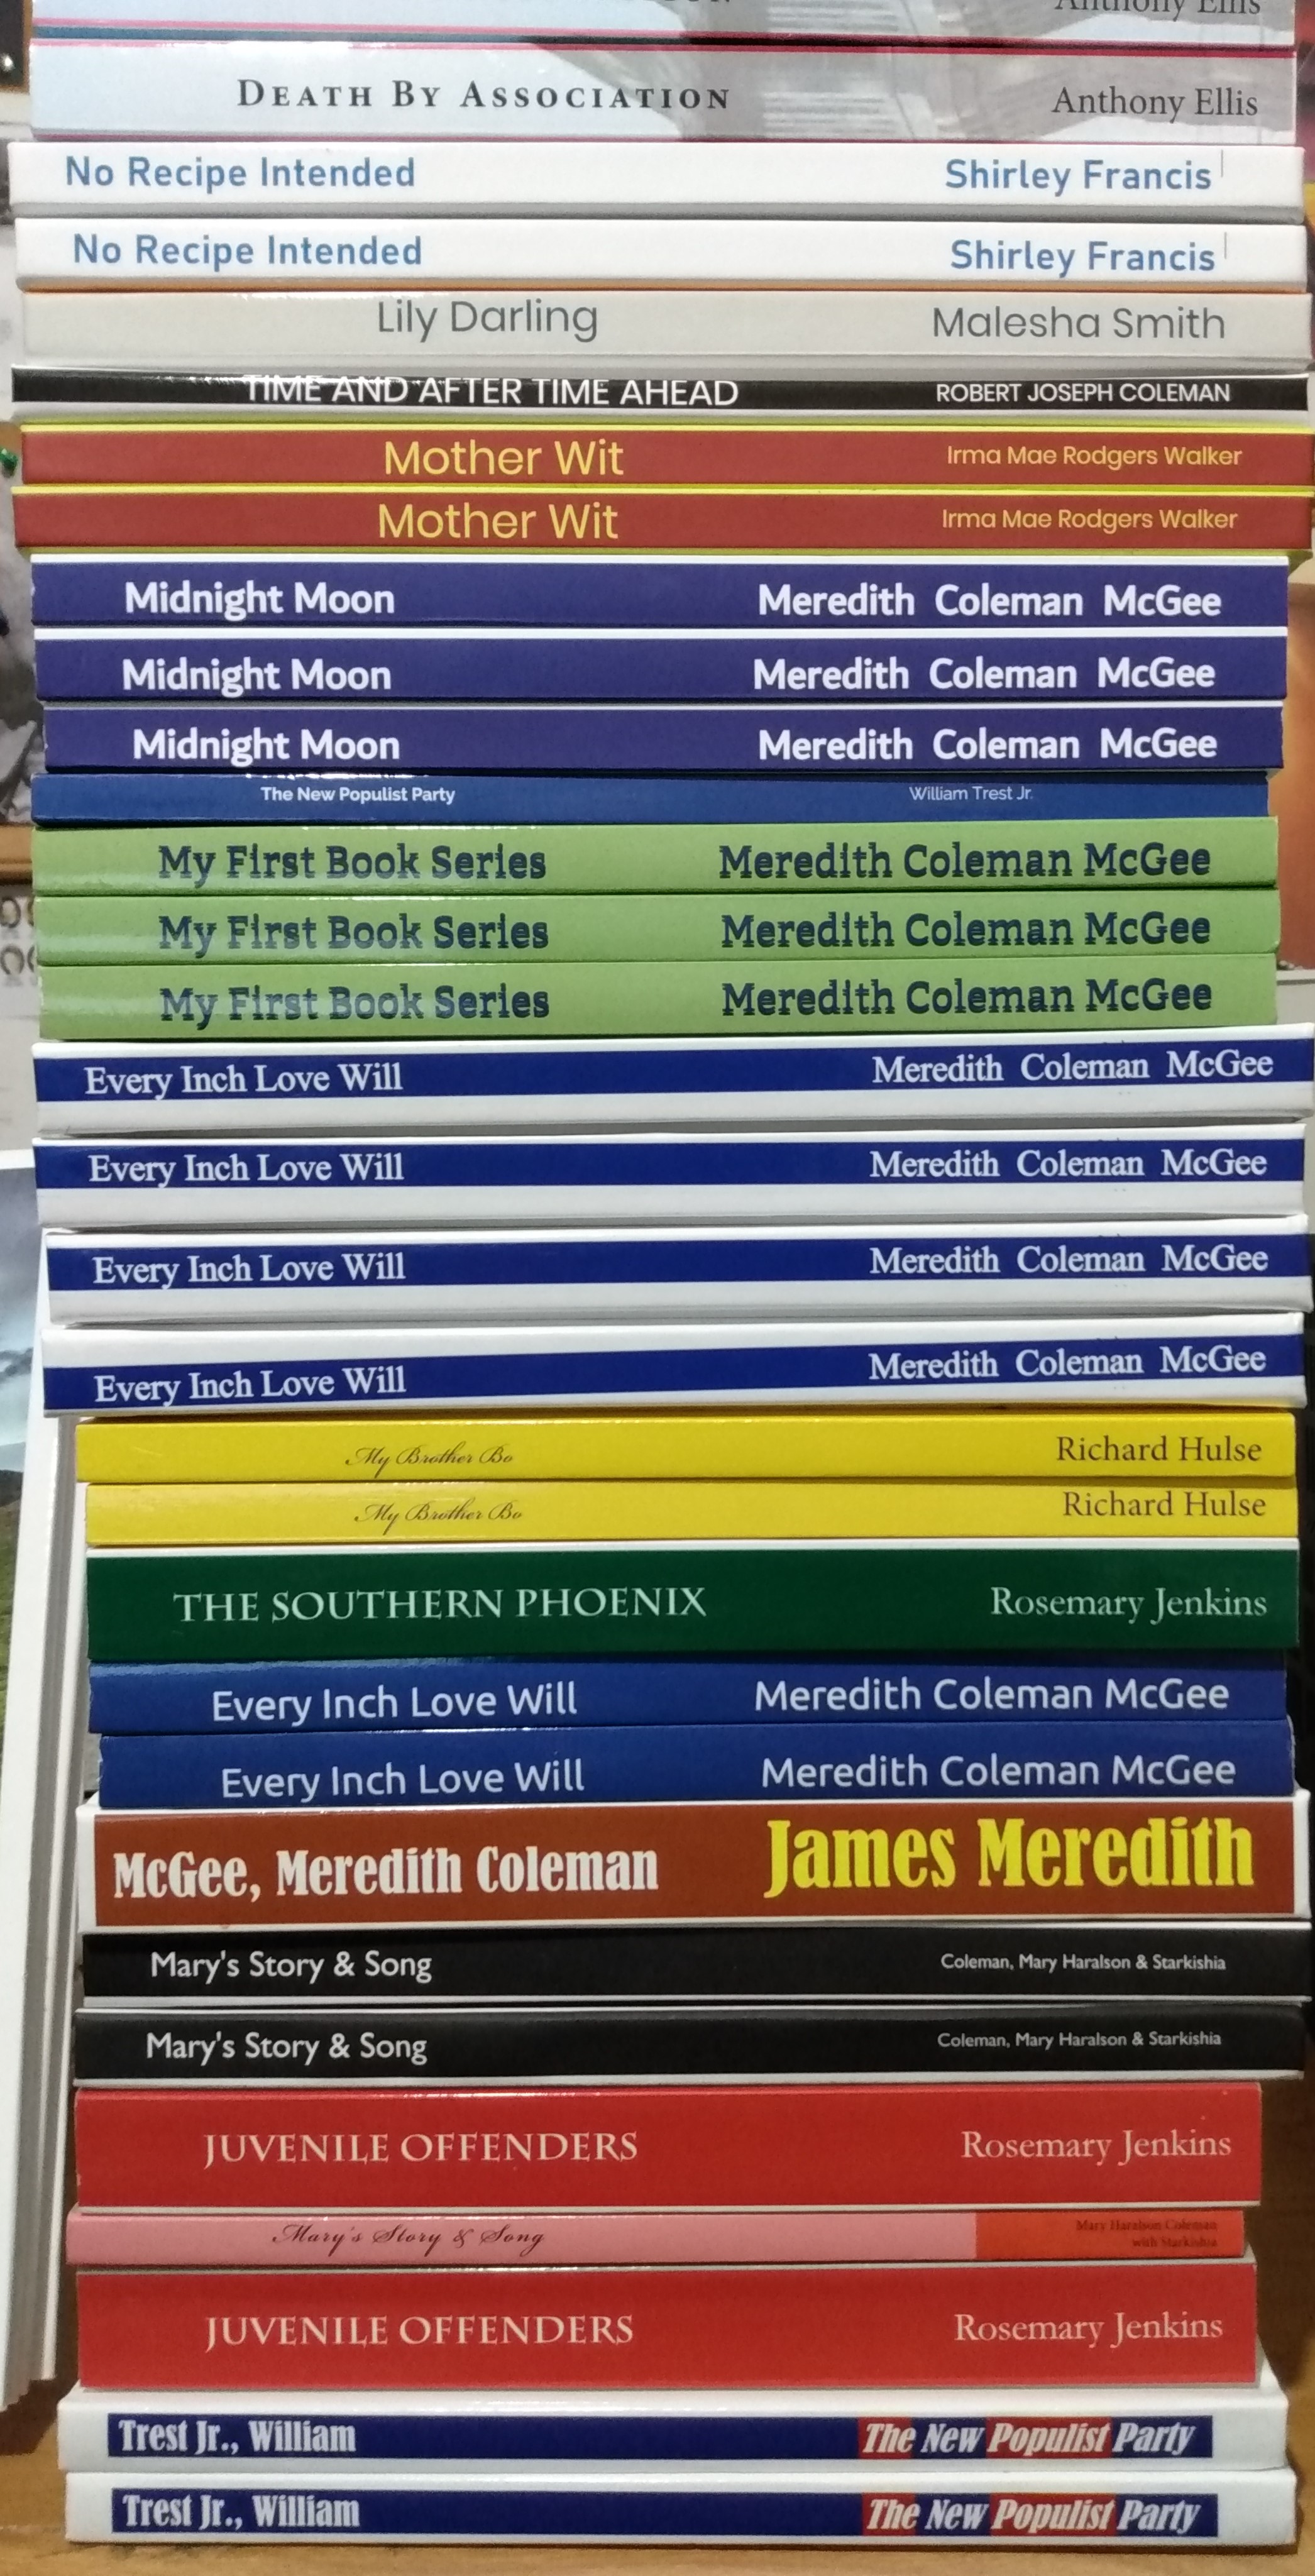 Anthony Ellis
DEATH BY ASSOCIATION Anthony Ellis
No Recipe Intended Shirley Francis
No Recipe Intended Shirley Francis
Lily Darling Malesha Smith
TIME AND AFTER TIME AHEAD ROBERT JOSEPH COLEMAN
Mother Wit Irma Mae Rodgers Walker
Mother Wit Irma Mae Rodgers Walker
Midnight Moon Meredith Coleman McGee
Midnight Moon Meredith Coleman McGee
Midnight Moon Meredith Coleman McGee
The New Populist Party William Trest Jr.
My First Book Series Meredith Coleman McGee
My First Book Series Meredith Coleman McGee
My First Book Series Meredith Coleman McGee
Every Inch Love Will Meredith Coleman McGee
Every Inch Love Will Meredith Coleman McGee
Every Inch Love Will Meredith Coleman McGee
Every Inch Love Will Meredith Coleman McGee
My Brother Bo Richard Hulse
My Brother Bo Richard Hulse
THE SOUTHERN PHOENIX Rosemary Jenkins
Every Inch Love Will Meredith Coleman McGee
Every Inch Love Will Meredith Coleman McGee
McGee, Meredith Coleman James Meredith
Mary's Story & Song Coleman, Mary Haralson & Starkishia
Mary's Story & Song Coleman, Mary Haralson & Starkishia
JUVENILE OFFENDERS Rosemary Jenkins
Mary's Story & Song Mary Haralson Coleman
with Starkishia
JUVENILE OFFENDERS Rosemary Jenkins
Trest Jr., William The New Populist Party
Trest Jr., William The New Populist Party